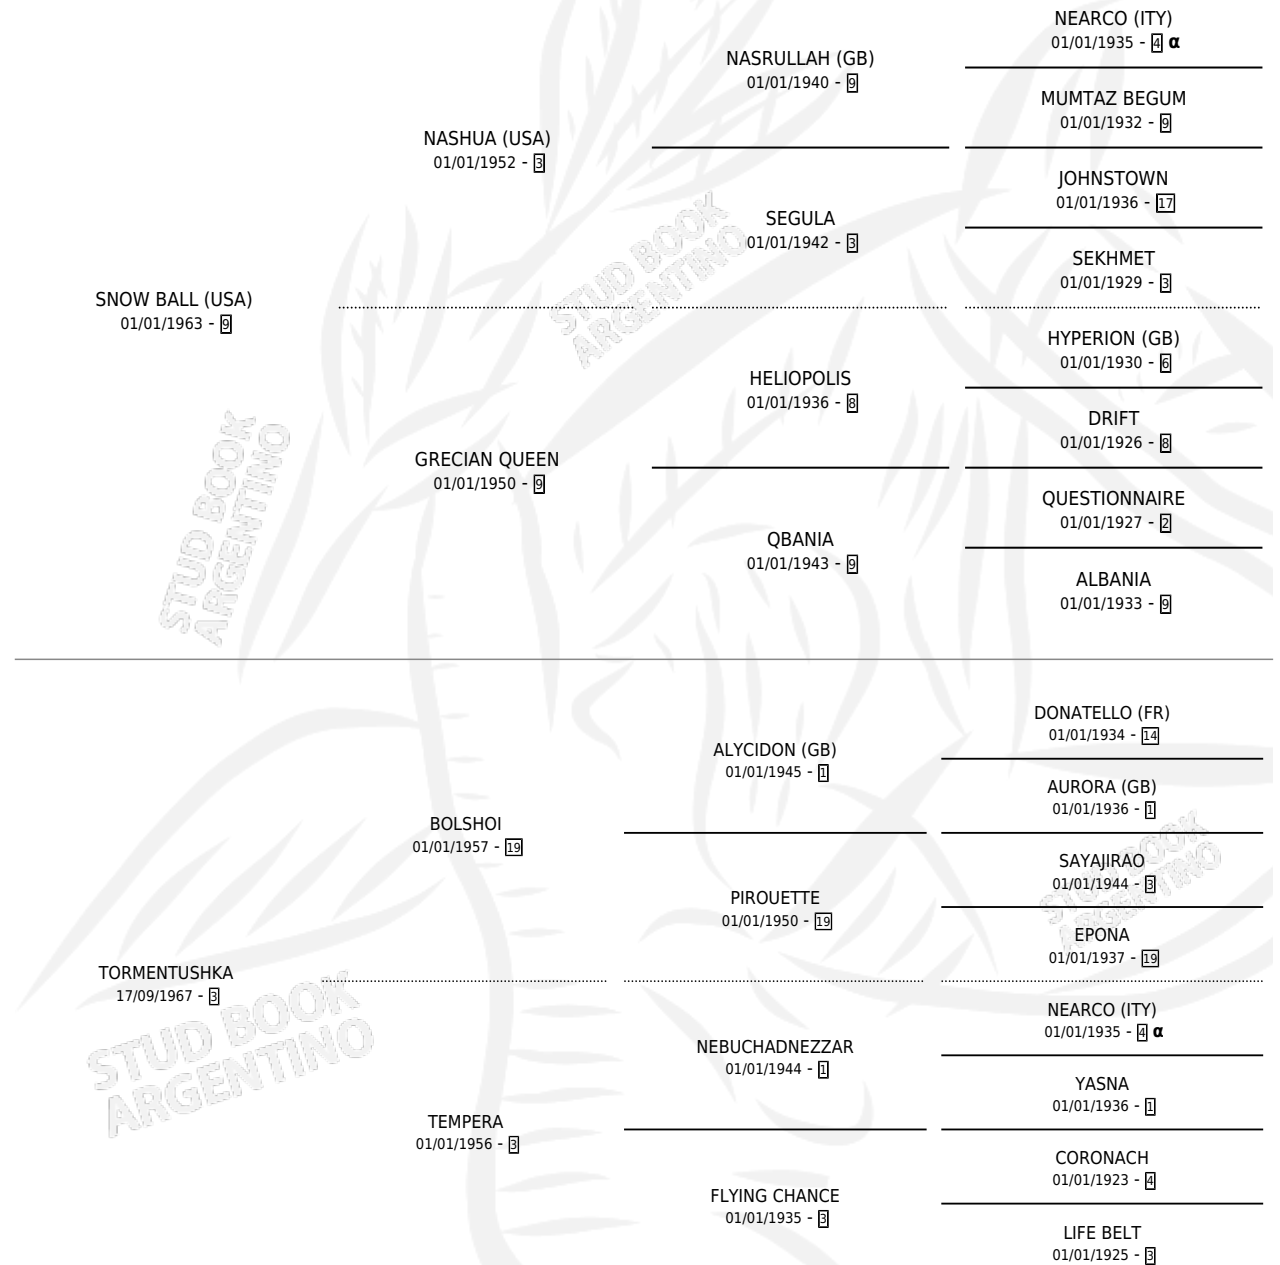 NEARCO (ITY)
01/01/1935 - 4 α
NASRULLAH (GB)
01/01/1940 - 9
MUMTAZ BEGUM
01/01/1932 - 9
NASHUA (USA)
01/01/1952 - 3
JOHNSTOWN
01/01/1936 - 17
SEGULA
01/01/1942 - 3
SEKHMET
01/01/1929 - 3
SNOW BALL (USA)
01/01/1963 - 9
HYPERION (GB)
01/01/1930 - 6
HELIOPOLIS
01/01/1936 - 8
DRIFT
01/01/1926 - 8
GRECIAN QUEEN
01/01/1950 - 9
QUESTIONNAIRE
01/01/1927 - 2
QBANIA
01/01/1943 - 9
ALBANIA
01/01/1933 - 9
DONATELLO (FR)
01/01/1934 - 14
ALYCIDON (GB)
01/01/1945 - 1
AURORA (GB)
01/01/1936 - 1
BOLSHOI
01/01/1957 - 19
SAYAJIRAO
01/01/1944 - 3
PIROUETTE
01/01/1950 - 19
EPONA
01/01/1937 - 19
TORMENTUSHKA
17/09/1967 - 3
NEARCO (ITY)
01/01/1935 - 4 α
NEBUCHADNEZZAR
01/01/1944 - 1
YASNA
01/01/1936 - 1
TEMPERA
01/01/1956 - 3
CORONACH
01/01/1923 - 4
FLYING CHANCE
01/01/1935 - 3
LIFE BELT
01/01/1925 - 3
STUD BOOK
ARGENTINO
STUD BOOK
ARGENTINO
STUD BOOK
ARGENTINO
STUD BOOK
ARGENTINO